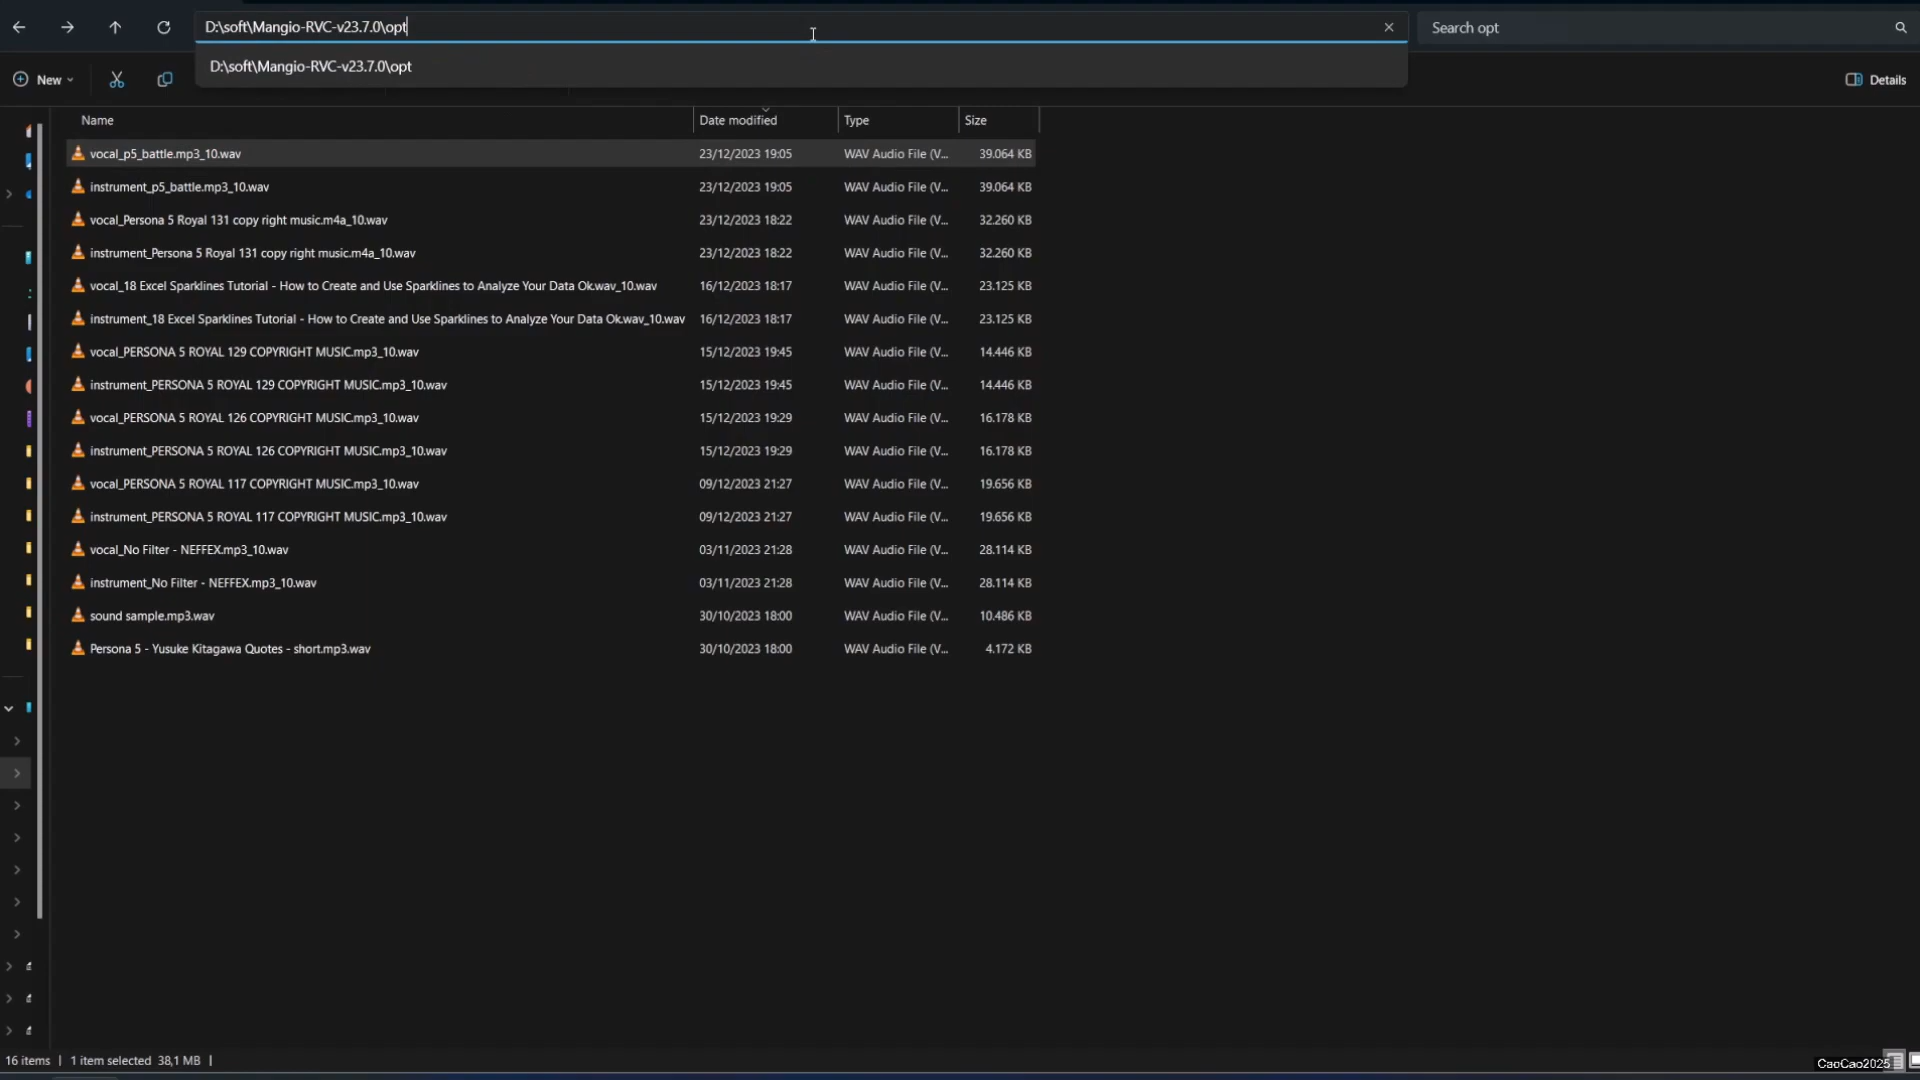 D:\soft\Mangio-RVC-v23.7.0\opt
Search opt
D:\soft\Mangio-RVC-v23.7.0\opt
New
Details
Name Date modified Type Size
vocal_p5_battle.mp3_10.wav 23/12/2023 19:05 WAV Audio File (V... 39.064 KB
instrument_p5_battle.mp3_10.wav 23/12/2023 19:05 WAV Audio File (V... 39.064 KB
vocal_Persona 5 Royal 131 copy right music.m4a_10.wav 23/12/2023 18:22 WAV Audio File (V... 32.260 KB
instrument_Persona 5 Royal 131 copy right music.m4a_10.wav 23/12/2023 18:22 WAV Audio File (V... 32.260 KB
vocal_18 Excel Sparklines Tutorial - How to Create and Use Sparklines to Analyze Your Data Ok.wav_10.wav 16/12/2023 18:17 WAV Audio File (V... 23.125 KB
instrument_18 Excel Sparklines Tutorial - How to Create and Use Sparklines to Analyze Your Data Ok.wav_10.wav 16/12/2023 18:17 WAV Audio File (V... 23.125 KB
vocal_PERSONA 5 ROYAL 129 COPYRIGHT MUSIC.mp3_10.wav 15/12/2023 19:45 WAV Audio File (V... 14.446 KB
instrument_PERSONA 5 ROYAL 129 COPYRIGHT MUSIC.mp3_10.wav 15/12/2023 19:45 WAV Audio File (V... 14.446 KB
vocal_PERSONA 5 ROYAL 126 COPYRIGHT MUSIC.mp3_10.wav 15/12/2023 19:29 WAV Audio File (V... 16.178 KB
instrument_PERSONA 5 ROYAL 126 COPYRIGHT MUSIC.mp3_10.wav 15/12/2023 19:29 WAV Audio File (V... 16.178 KB
vocal_PERSONA 5 ROYAL 117 COPYRIGHT MUSIC.mp3_10.wav 09/12/2023 21:27 WAV Audio File (V... 19.656 KB
instrument_PERSONA 5 ROYAL 117 COPYRIGHT MUSIC.mp3_10.wav 09/12/2023 21:27 WAV Audio File (V... 19.656 KB
vocal_No Filter - NEFFEX.mp3_10.wav 03/11/2023 21:28 WAV Audio File (V... 28.114 KB
instrument_No Filter - NEFFEX.mp3_10.wav 03/11/2023 21:28 WAV Audio File (V... 28.114 KB
sound sample.mp3.wav 30/10/2023 18:00 WAV Audio File (V... 10.486 KB
Persona 5 - Yusuke Kitagawa Quotes - short.mp3.wav 30/10/2023 18:00 WAV Audio File (V... 4.172 KB
16 items | 1 item selected 38,1 MB |
CaoCao2025